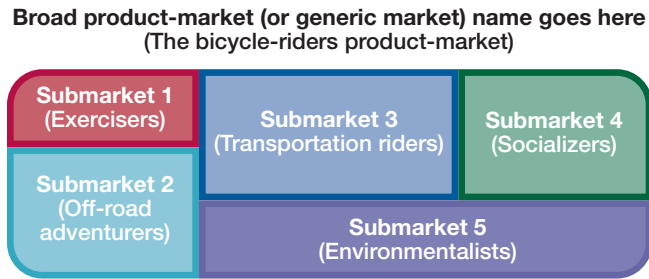 Broad product-market (or generic market) name goes here
(The bicycle-riders product-market)
Submarket 1
(Exercisers)
Submarket 2
(Off-road
adventurers)
Submarket 3
(Transportation riders)
Submarket 4
(Socializers)
Submarket 5
(Environmentalists)